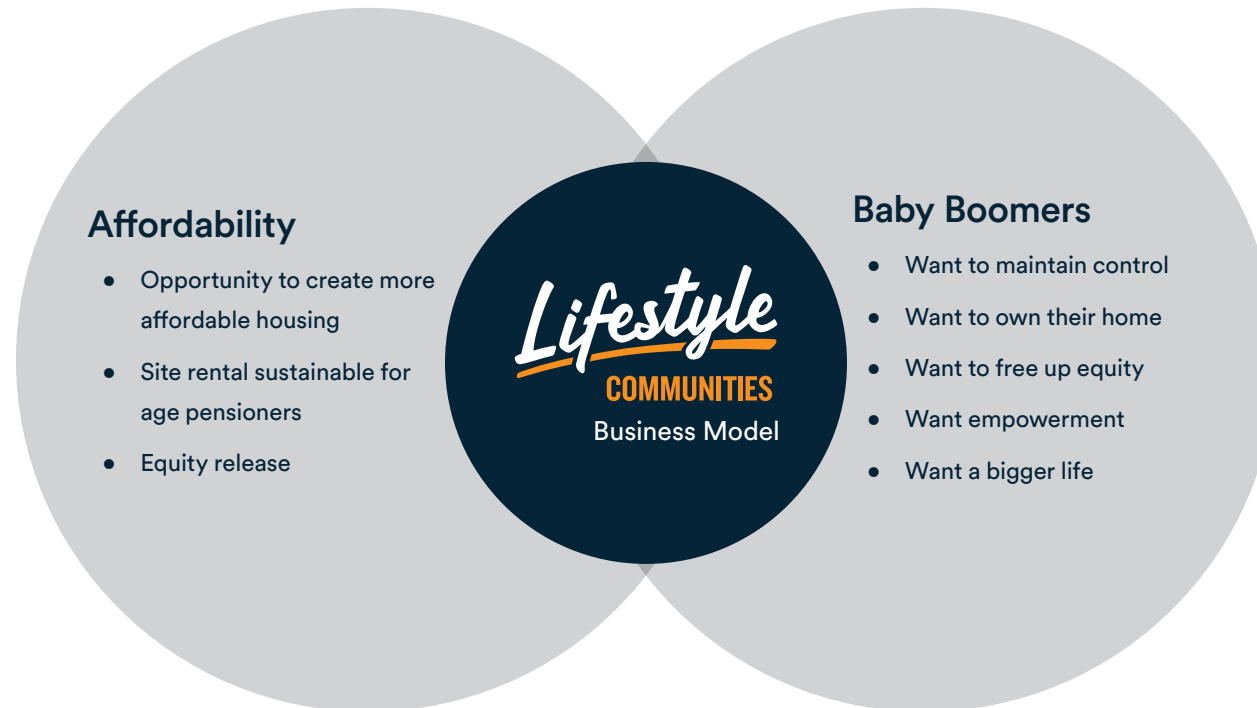 Affordability
● Opportunity to create more
affordable housing
● Site rental sustainable for
age pensioners
● Equity release
Lifestyle
COMMUNITIES
Business Model
Baby Boomers
● Want to maintain control
● Want to own their home
● Want to free up equity
● Want empowerment
● Want a bigger life